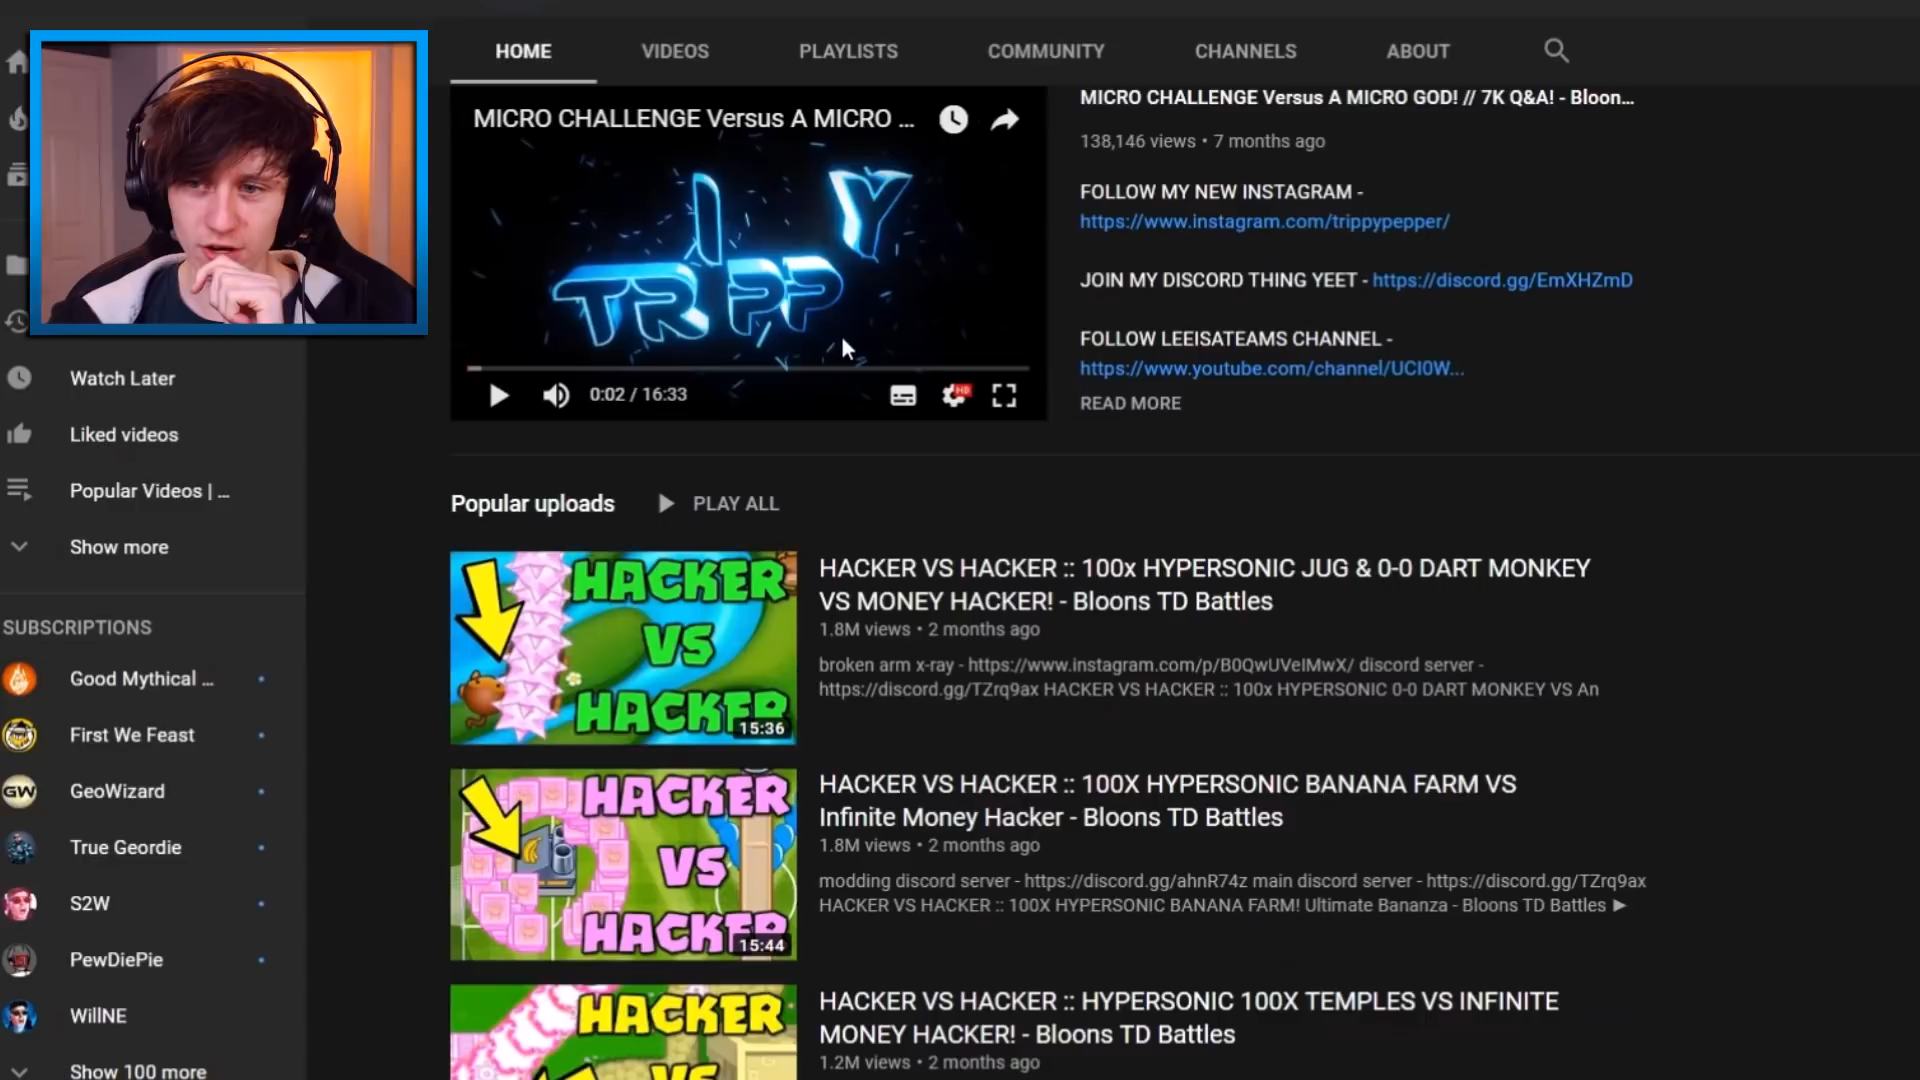 HOME VIDEOS PLAYLISTS COMMUNITY CHANNELS ABOUT
MICRO CHALLENGE Versus A MICRO ...
TRIPP
I
Y
0:02 / 16:33
HD
MICRO CHALLENGE Versus A MICRO GOD! // 7K Q&A! - Bloon...
138,146 views • 7 months ago
FOLLOW MY NEW INSTAGRAM -
https://www.instagram.com/trippypepper/
JOIN MY DISCORD THING YEET - https://discord.gg/EmXHZmD
FOLLOW LEEISATEAMS CHANNEL -
https://www.youtube.com/channel/UCI0W...
READ MORE
Watch Later
Liked videos
Popular Videos | ...
Show more
SUBSCRIPTIONS
Good Mythical ...
First We Feast
GW
GeoWizard
True Geordie
S2W
PewDiePie
WillNE
Show 100 more
Popular uploads PLAY ALL
HACKER
VS
HACKER
15:36
HACKER VS HACKER :: 100x HYPERSONIC JUG & 0-0 DART MONKEY
VS MONEY HACKER! - Bloons TD Battles
1.8M views • 2 months ago
broken arm x-ray - https://www.instagram.com/p/B0QwUVeIMwX/ discord server -
https://discord.gg/TZrq9ax HACKER VS HACKER :: 100x HYPERSONIC 0-0 DART MONKEY VS An
HACKER
VS
HACKER
15:44
HACKER VS HACKER :: 100X HYPERSONIC BANANA FARM VS
Infinite Money Hacker - Bloons TD Battles
1.8M views • 2 months ago
modding discord server - https://discord.gg/ahnR74z main discord server - https://discord.gg/TZrq9ax
HACKER VS HACKER :: 100X HYPERSONIC BANANA FARM! Ultimate Bananza - Bloons TD Battles ►
HACKER
VS
HACKER VS HACKER :: HYPERSONIC 100X TEMPLES VS INFINITE
MONEY HACKER! - Bloons TD Battles
1.2M views • 2 months ago